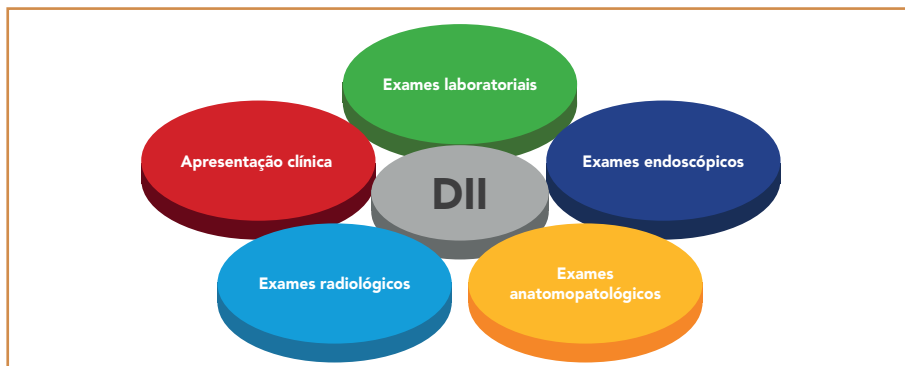 Exames laboratoriais
Apresentação clínica
Exames endoscópicos
DII
Exames radiológicos
Exames
anatomopatológicos